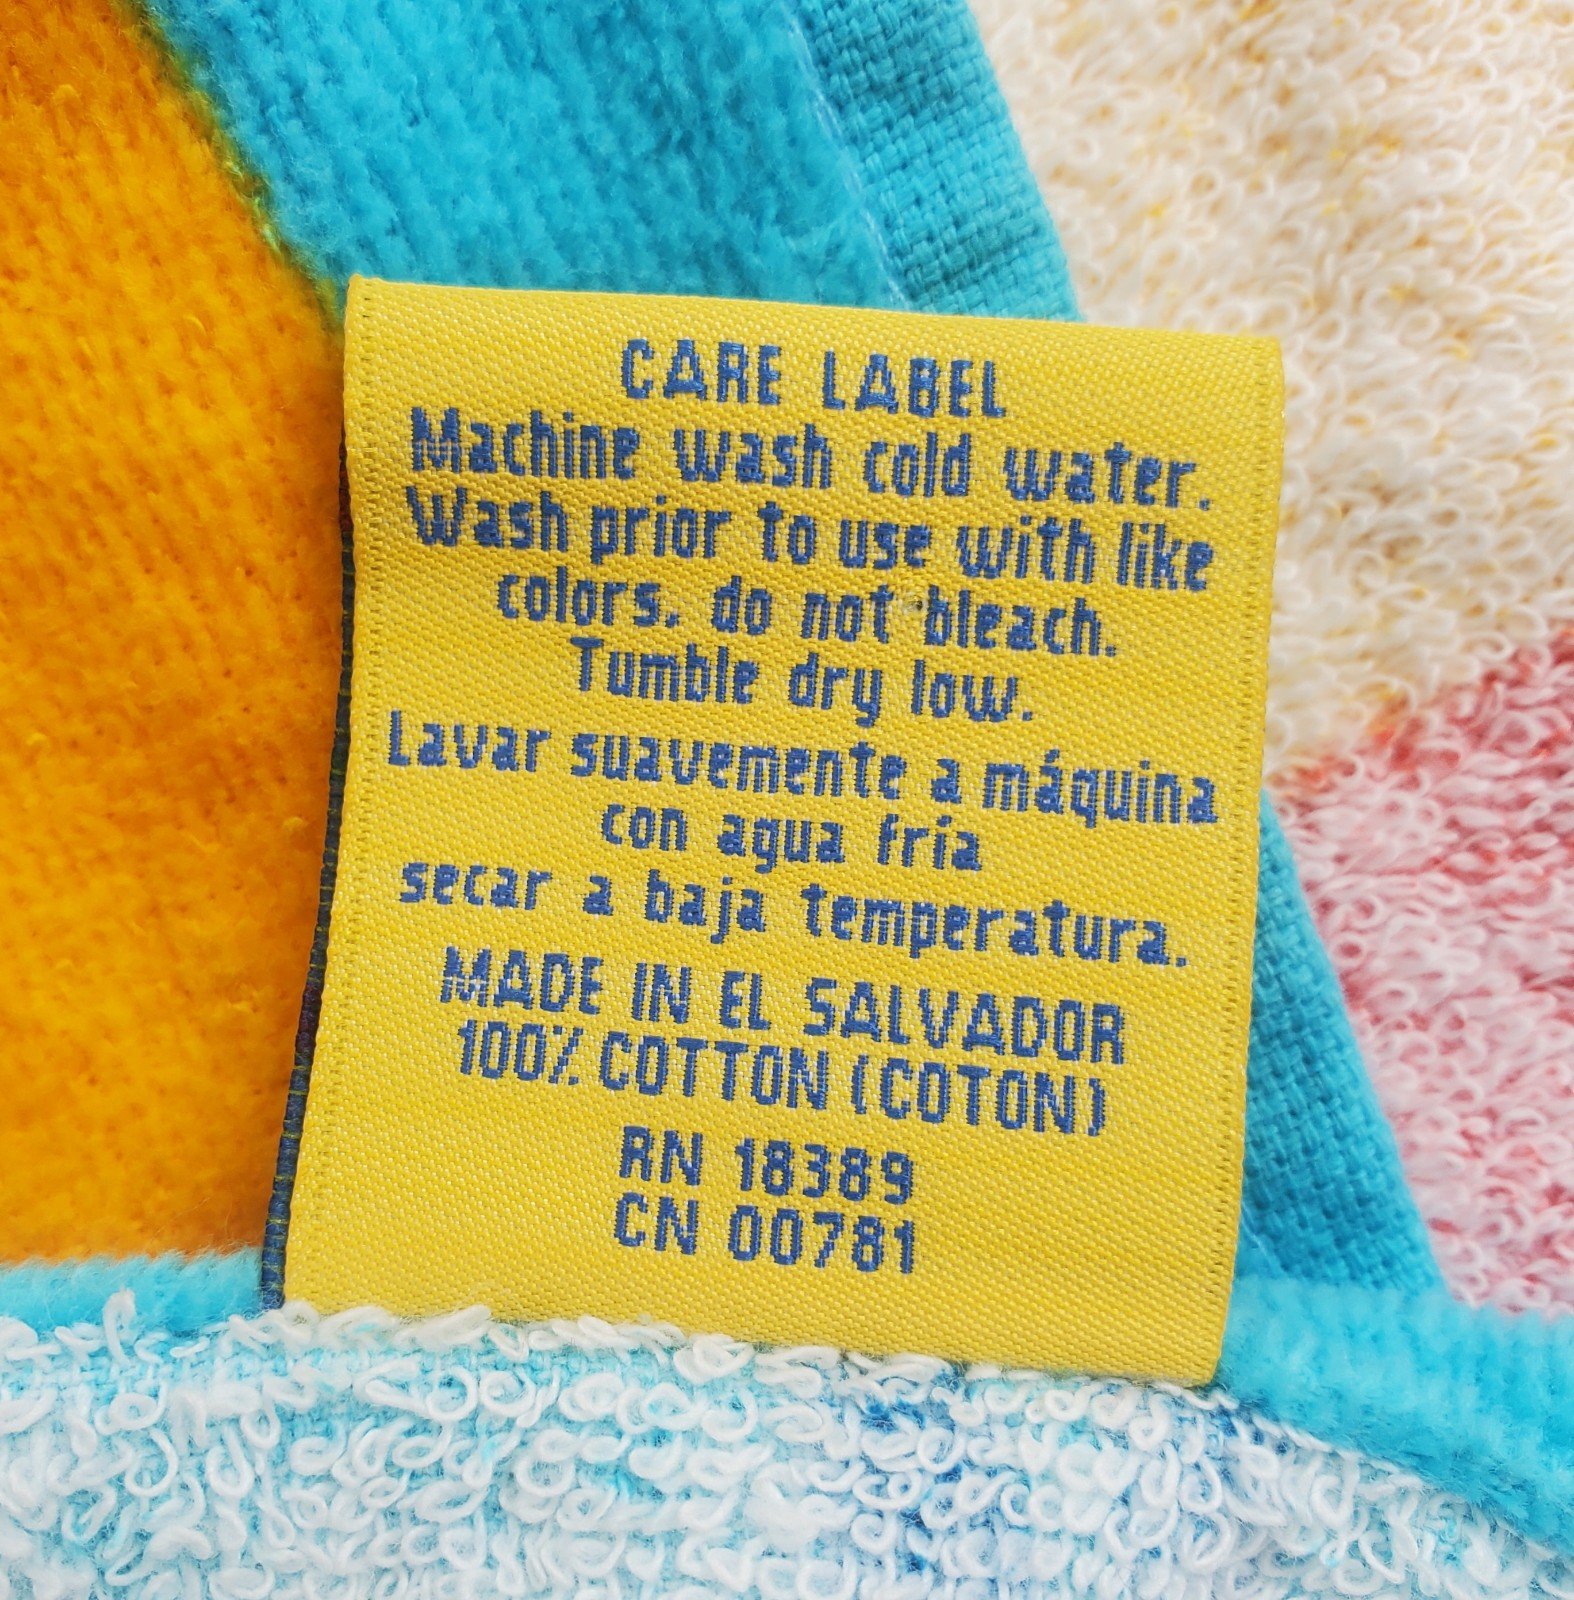 CARE LABEL
Machine wash cold water.
Wash prior to use with like
colors. do not bleach.
Tumble dry low.
Lavar suavemente a máquina
con agua fría
secar a baja temperatura.
MADE IN EL SALVADOR
100% COTTON (COTON)
RN 18389
CN 00781